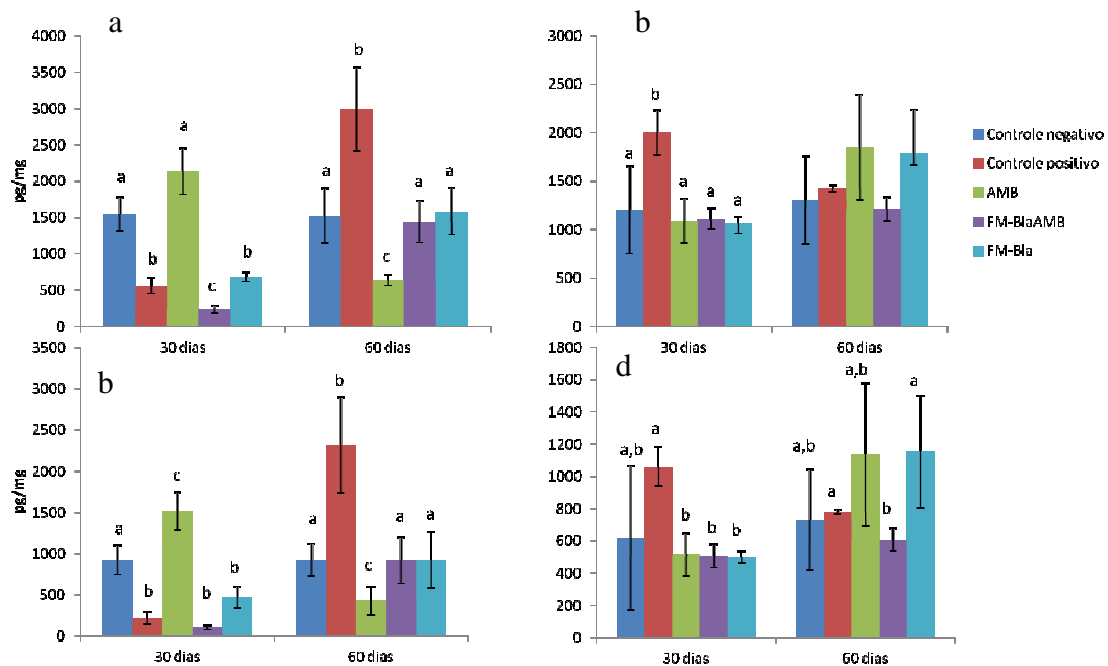 a
4000
3500
3000
2500
2000
1500
1000
500
0
pg/mg
a
b
a
c
b
a
b
c
a
a
30 dias
60 dias
b
3000
2500
2000
1500
1000
500
0
a
b
a
a
a
30 dias
60 dias
Controle negativo
Controle positivo
AMB
FM-BlaAMB
FM-Bla
b
3500
3000
2500
2000
1500
1000
500
0
pg/mg
a
b
c
b
b
a
b
c
a
a
30 dias
60 dias
d
1800
1600
1400
1200
1000
800
600
400
200
0
a,b
a
b
b
b
a,b
a
a,b
b
a
30 dias
60 dias